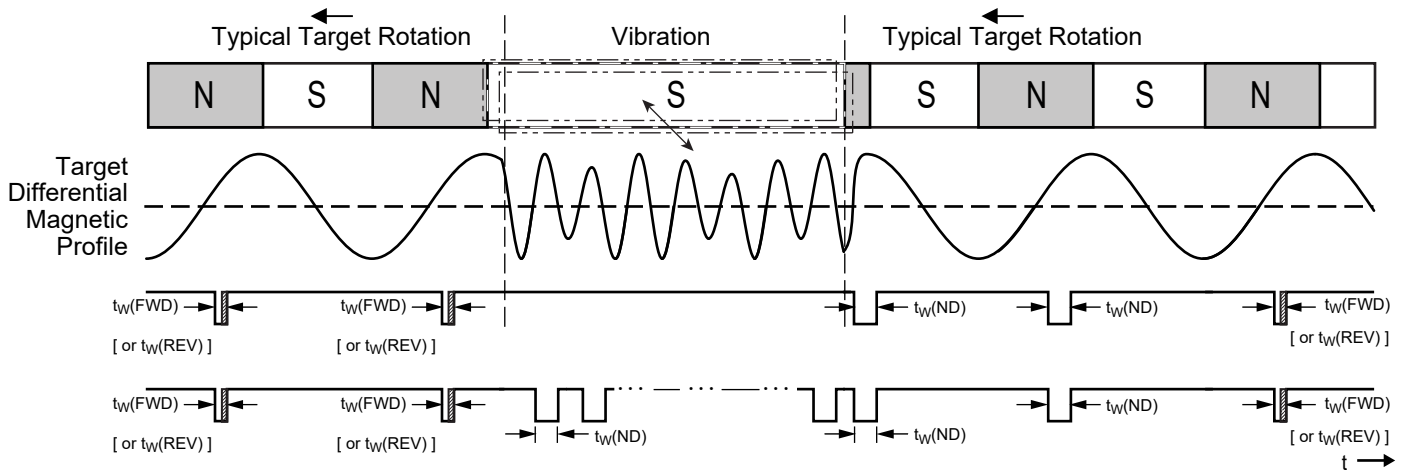 Typical Target Rotation
Vibration
Typical Target Rotation
N
S
N
S
S
N
S
N
Target
Differential
Magnetic
Profile
tW(FWD)
[ or tW(REV) ]
tW(FWD)
[ or tW(REV) ]
tW(ND)
tW(ND)
tW(FWD)
[ or tW(REV) ]
tW(FWD)
[ or tW(REV) ]
tW(FWD)
[ or tW(REV) ]
tW(ND)
tW(ND)
tW(ND)
tW(FWD)
[ or tW(REV) ]
t